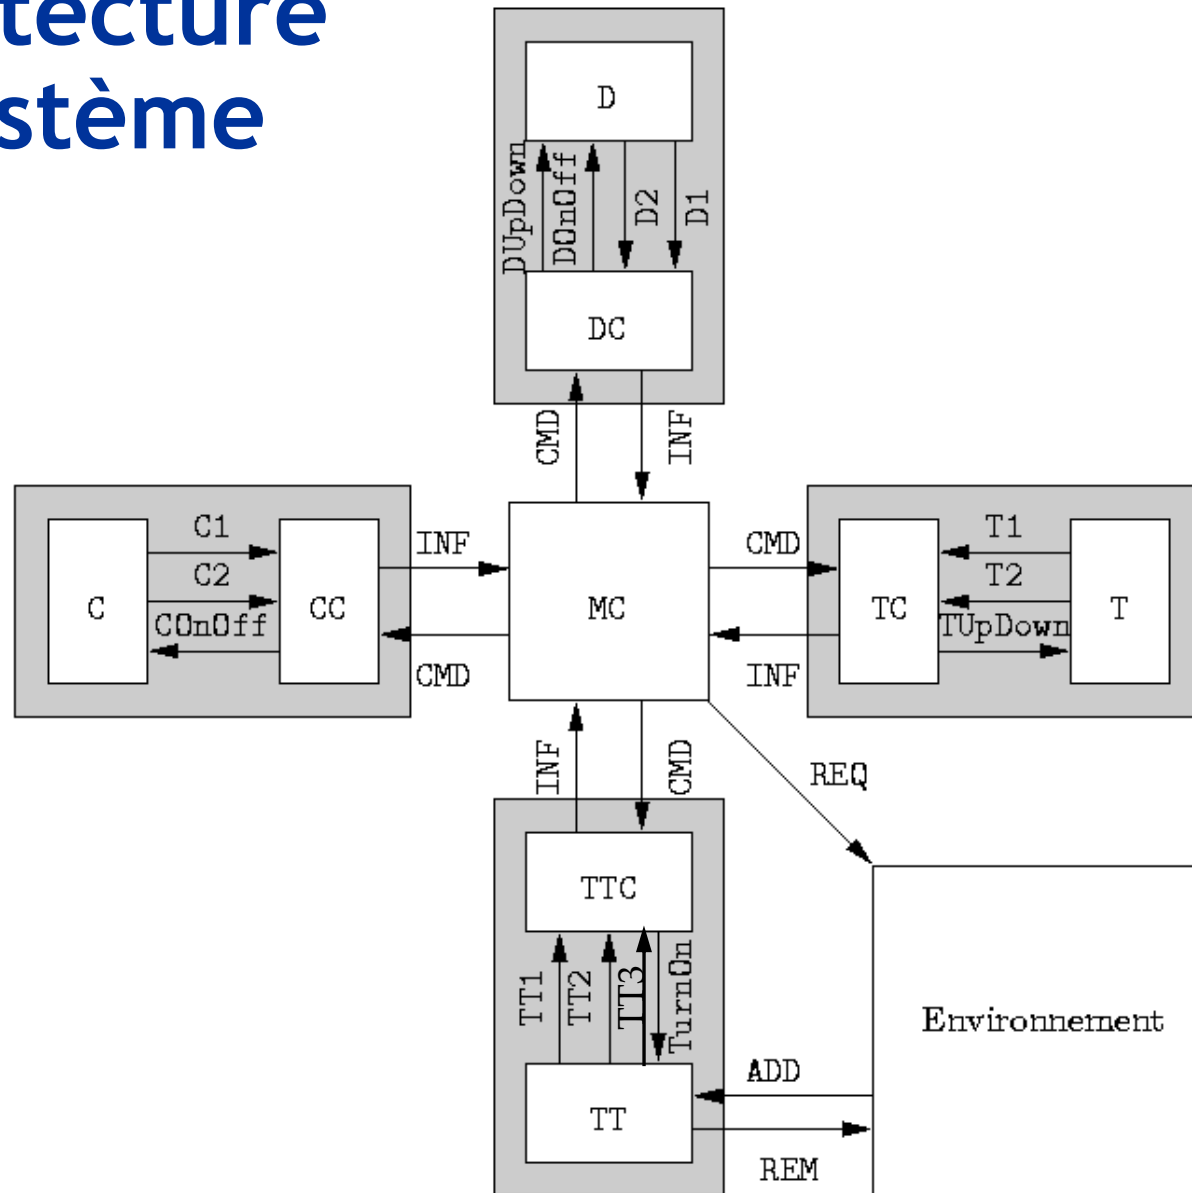 tecture
stème
D
DUpDown
DOnOff
D2
D1
DC
CMD
INF
C1
C2
COnOff
C
CC
INF
CMD
MC
CMD
INF
T1
T2
TUpDown
TC
T
INF
CMD
REQ
TTC
TT1
TT2
TT3
TurnOn
TT
ADD
REM
Environnement